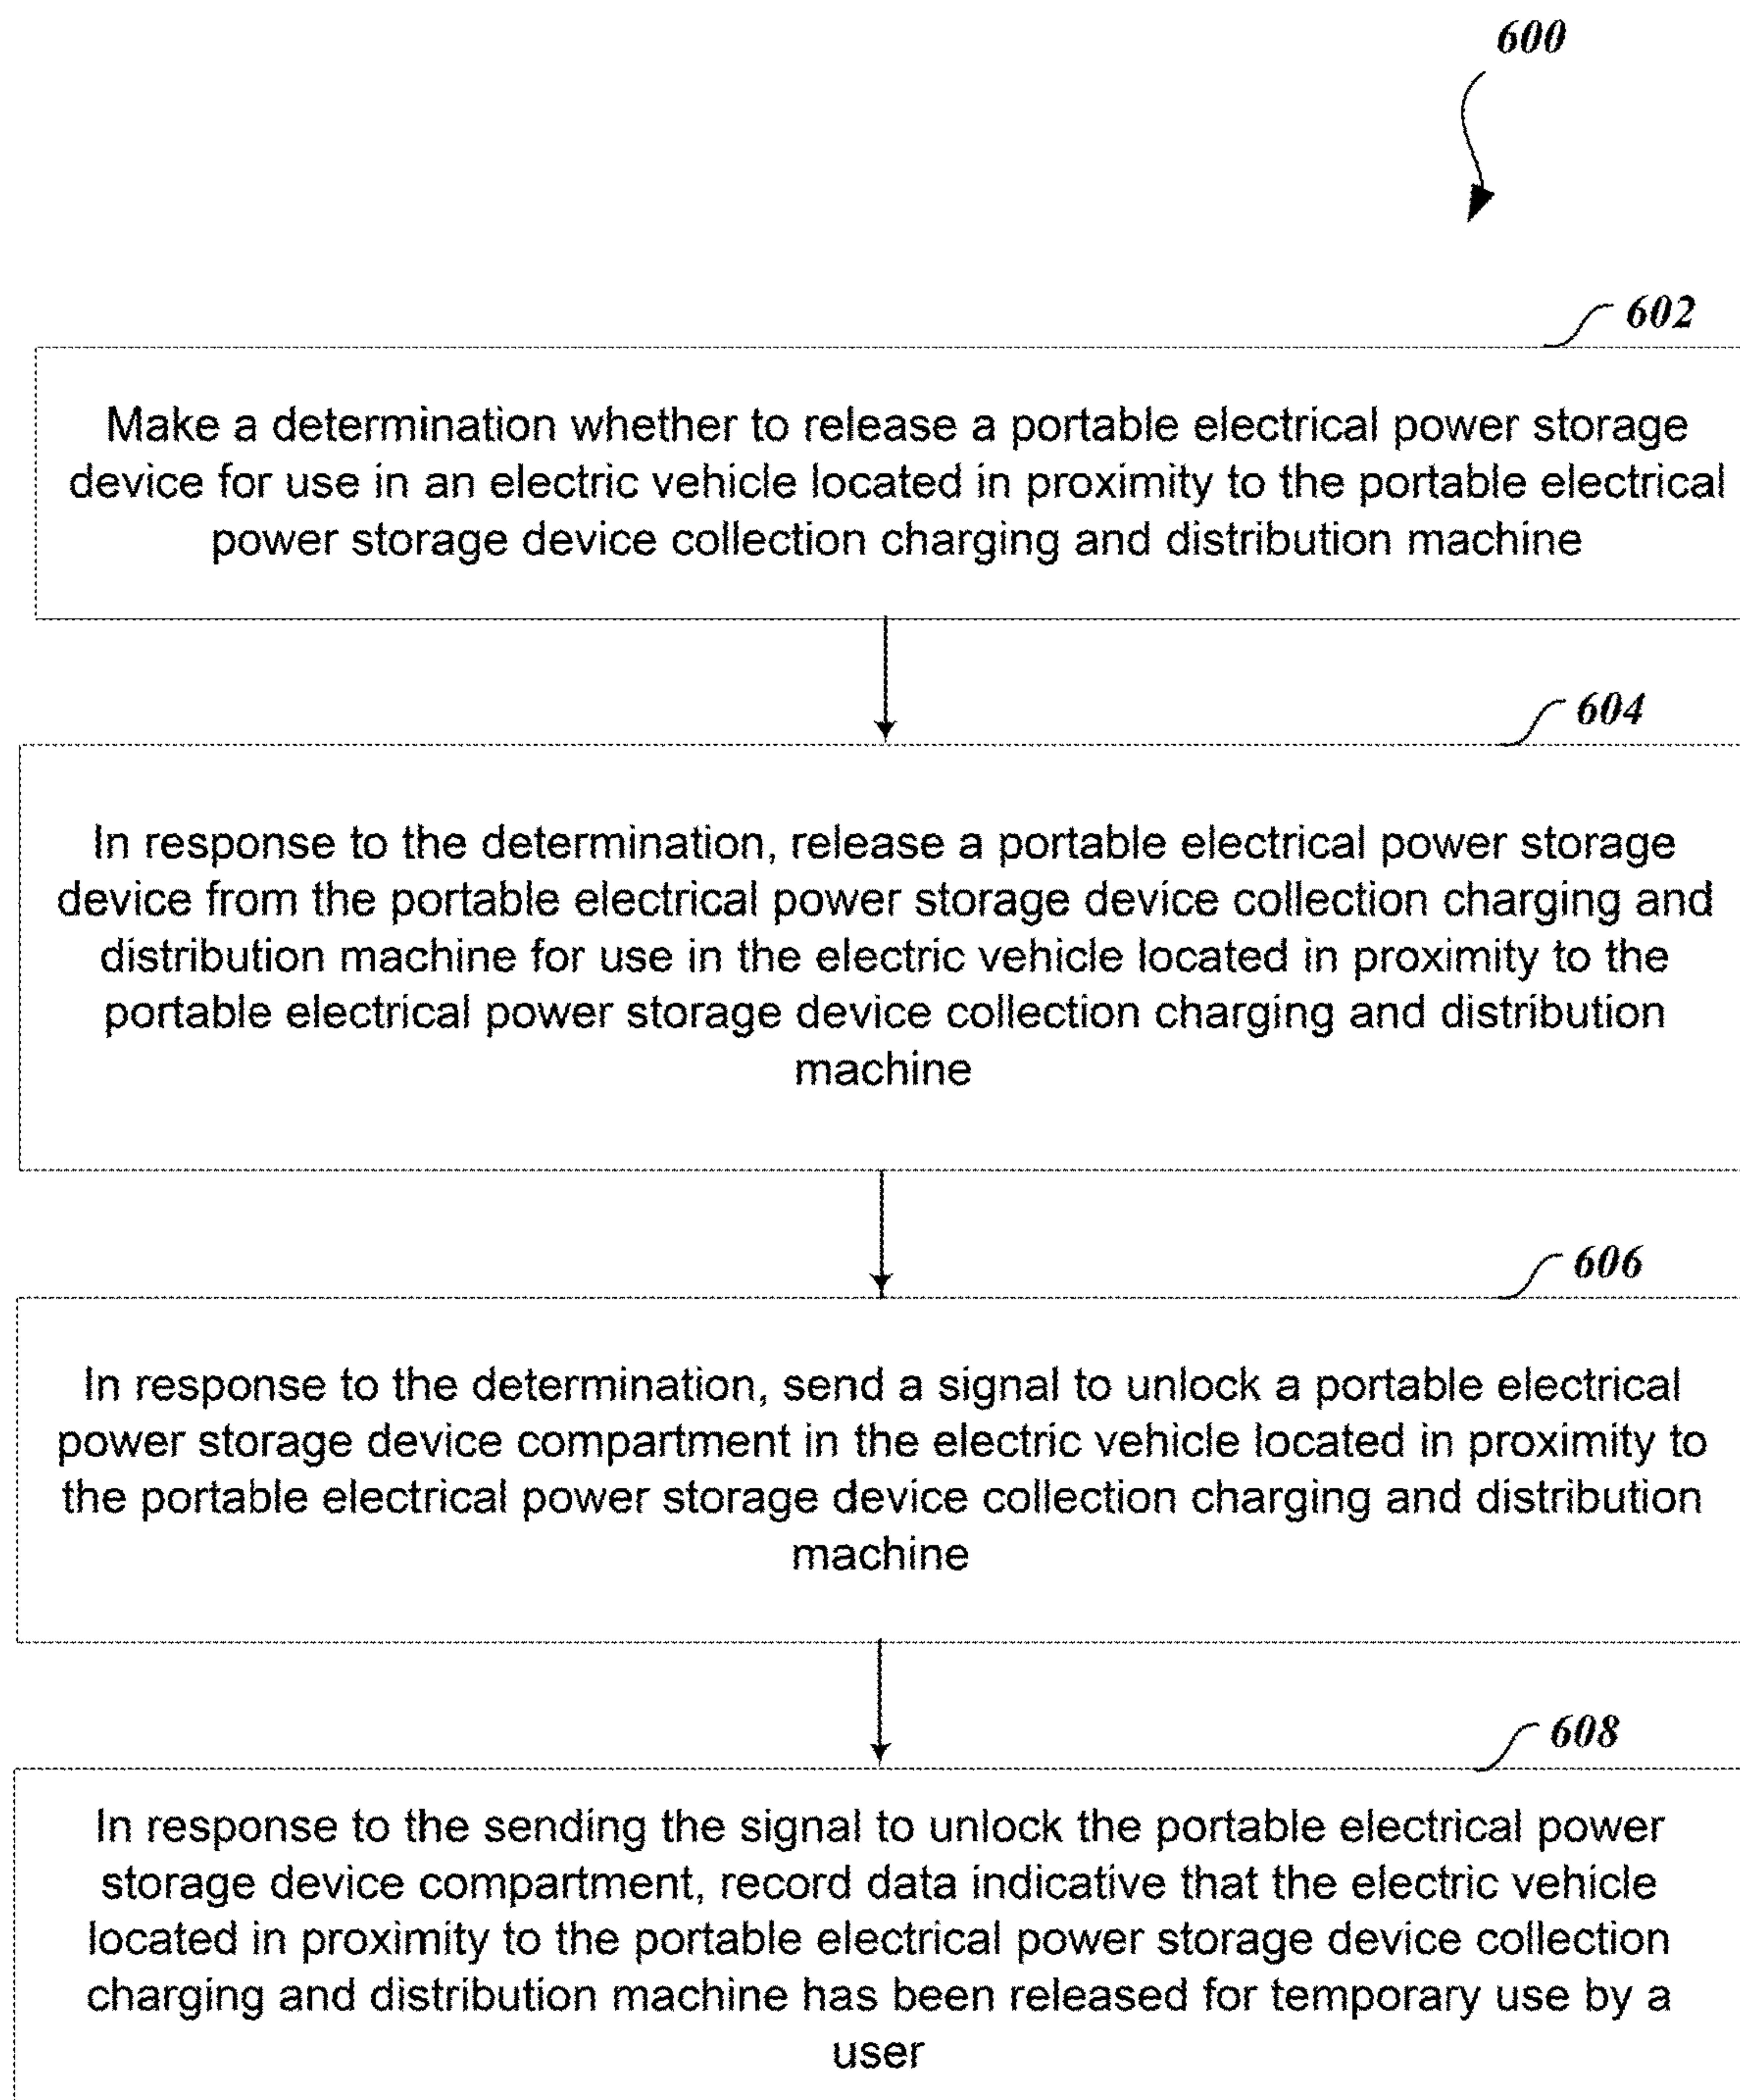 600
602
Make a determination whether to release a portable electrical power storage
device for use in an electric vehicle located in proximity to the portable electrical
power storage device collection charging and distribution machine
604
In response to the determination, release a portable electrical power storage
device from the portable electrical power storage device collection charging and
distribution machine for use in the electric vehicle located in proximity to the
portable electrical power storage device collection charging and distribution
machine
606
In response to the determination, send a signal to unlock a portable electrical
power storage device compartment in the electric vehicle located in proximity to
the portable electrical power storage device collection charging and distribution
machine
608
In response to the sending the signal to unlock the portable electrical power
storage device compartment, record data indicative that the electric vehicle
located in proximity to the portable electrical power storage device collection
charging and distribution machine has been released for temporary use by a
user